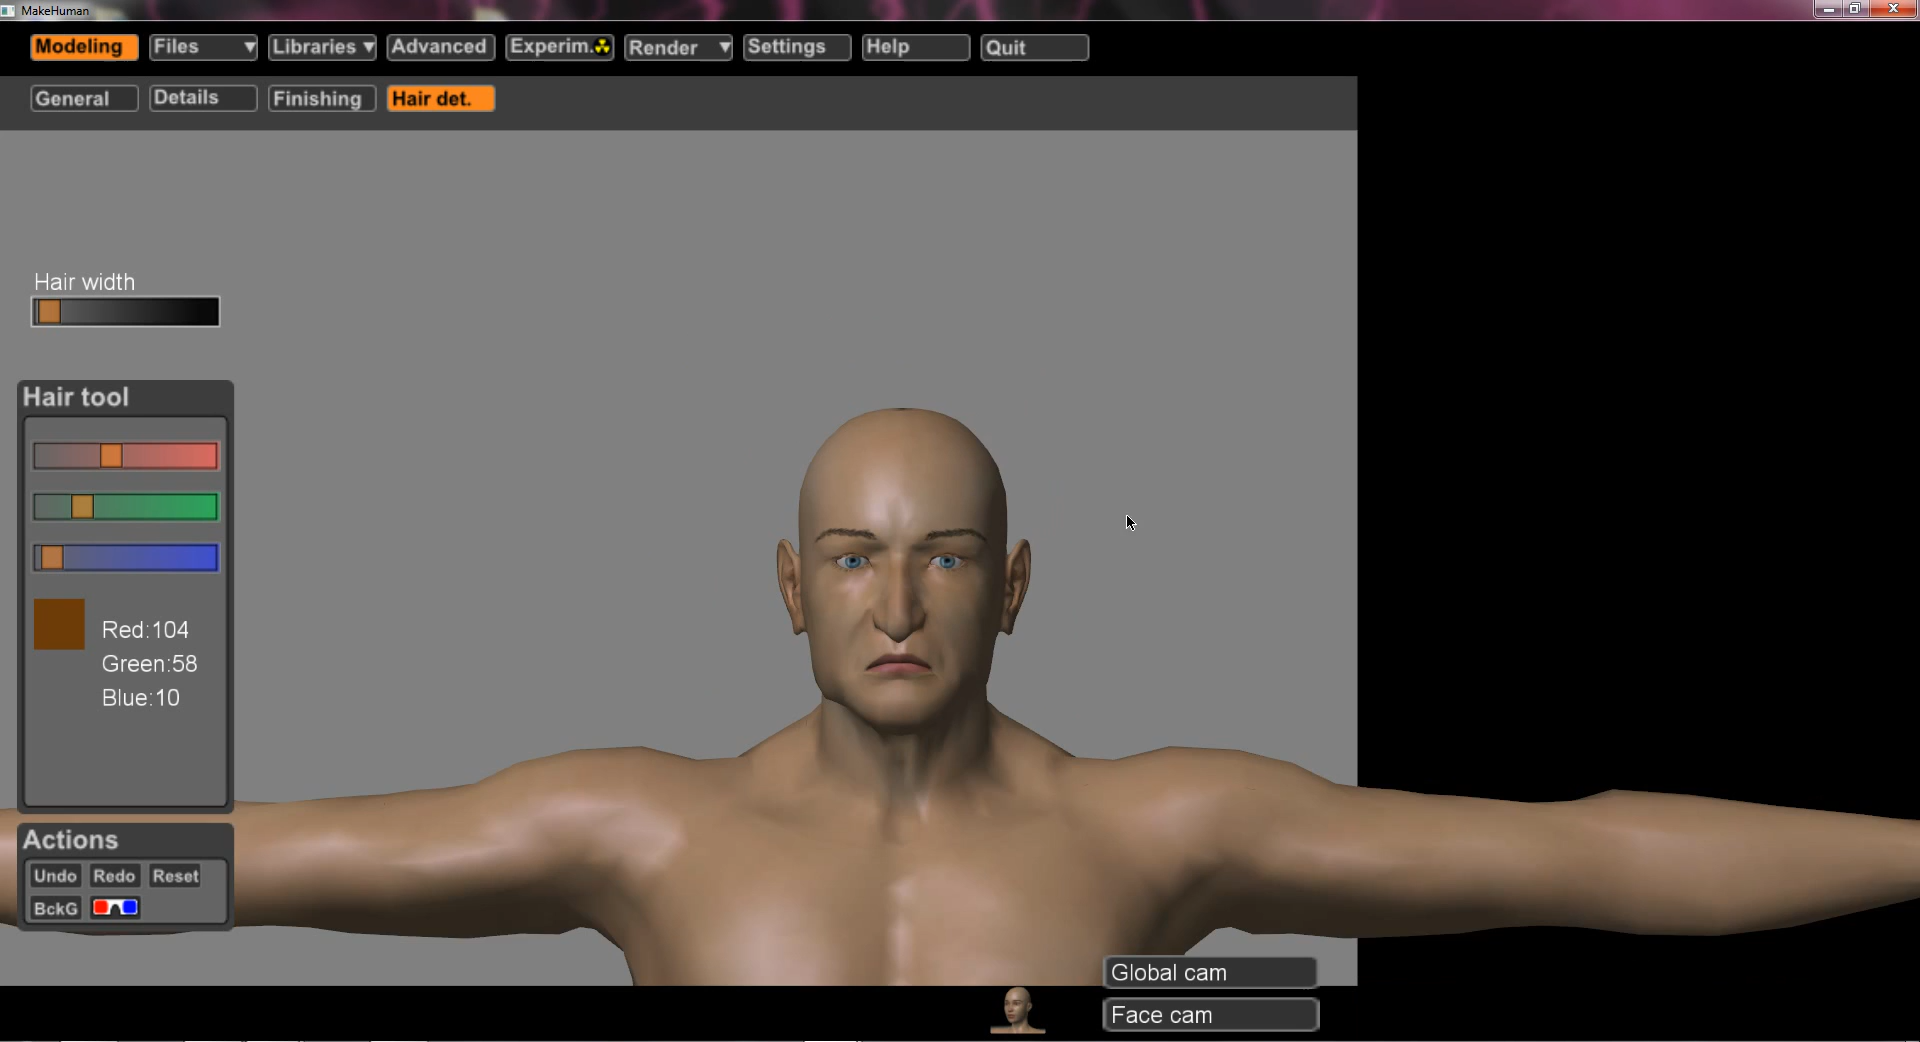 MakeHuman
Modeling Files Libraries Advanced Experim. Render Settings Help Quit
General Details Finishing Hair det.
Hair width
Hair tool
Red:104
Green:58
Blue:10
Actions
Undo Redo Reset
BckG
Global cam
Face cam